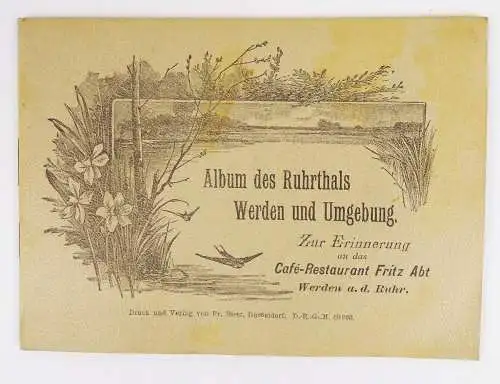 Album des Ruhrthals
Werden und Umgebung.
Zur Erinnerung
an das
Café-Restaurant Fritz Abt
Werden a. d. Ruhr.
Druck und Verlag von Fr. Düsseldorf. D.-R.-G.-M.